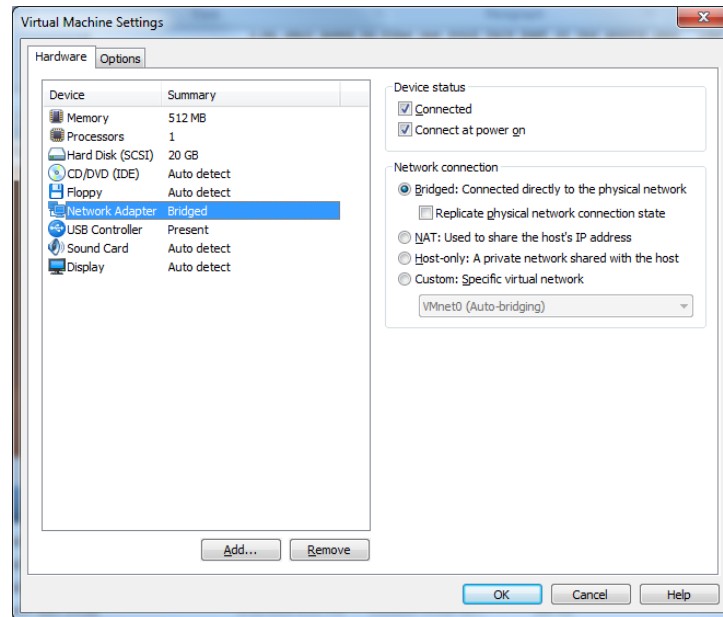 Virtual Machine Settings
Hardware Options
Device Summary
Memory 512 MB
Processors 1
Hard Disk (SCSI) 20 GB
CD/DVD (IDE) Auto detect
Floppy Auto detect
Network Adapter Bridged
USB Controller Present
Sound Card Auto detect
Display Auto detect
Add... Remove
Device status
Connected
Connect at power on
Network connection
Bridged: Connected directly to the physical network
Replicate physical network connection state
NAT: Used to share the host's IP address
Host-only: A private network shared with the host
Custom: Specific virtual network
VMnet0 (Auto-bridging)
OK Cancel Help